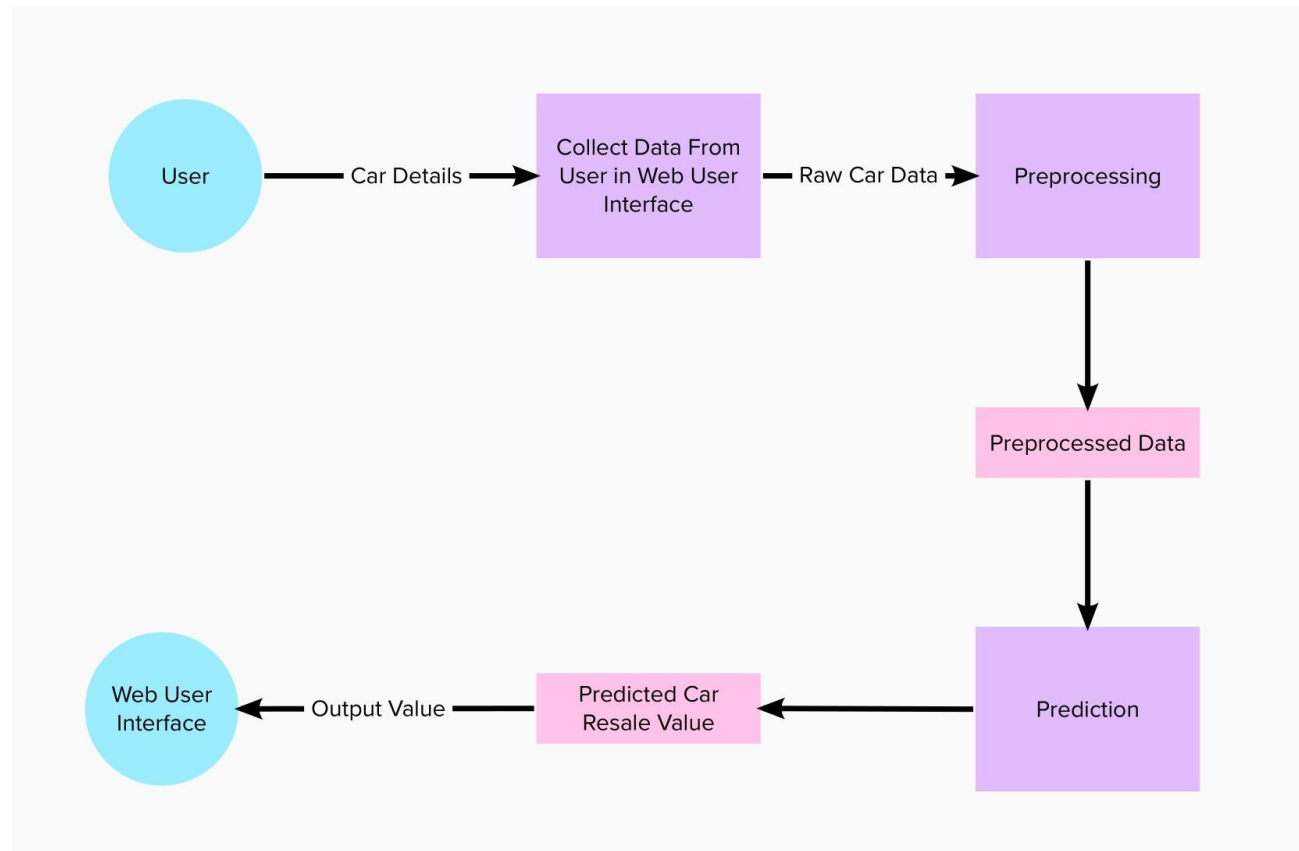 User
Car Details
Collect Data From
User in Web User
Interface
Raw Car Data
Preprocessing
Preprocessed Data
Prediction
Predicted Car
Resale Value
Output Value
Web User
Interface